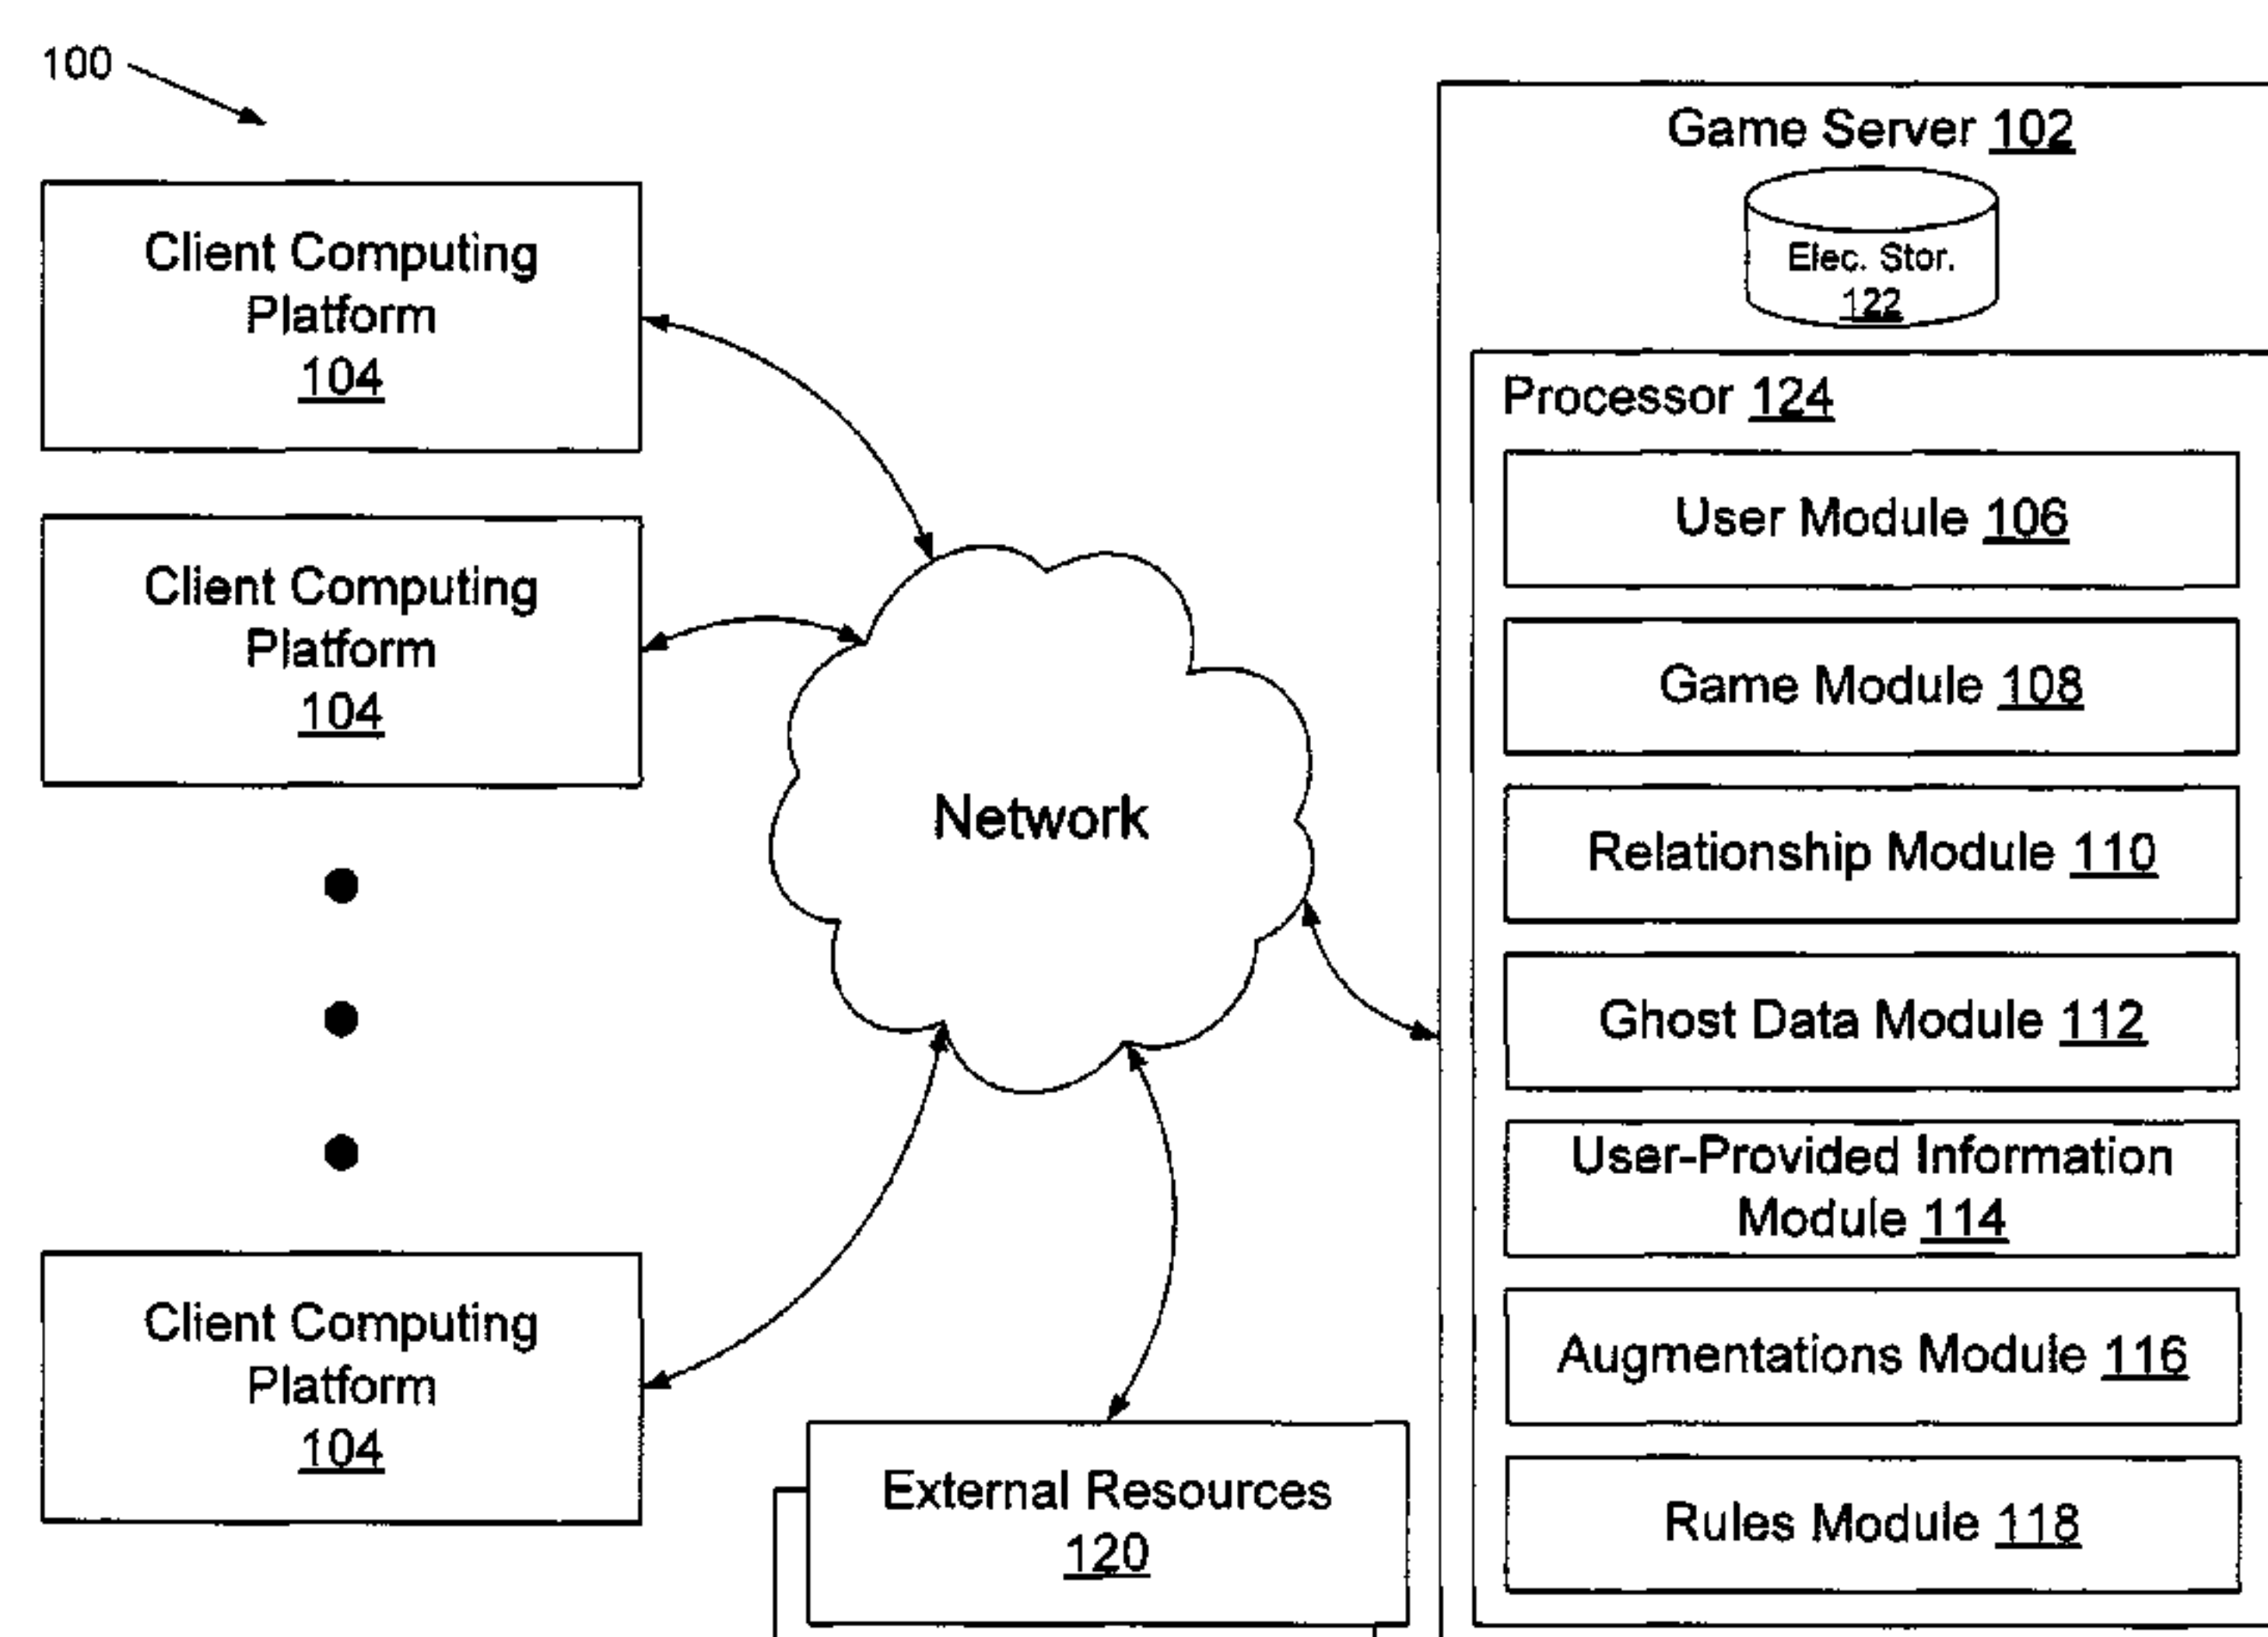 100
Client Computing
Platform
104
Client Computing
Platform
104
Client Computing
Platform
104
Network
External Resources
120
Game Server 102
Elec. Stor.
122
Processor 124
User Module 106
Game Module 108
Relationship Module 110
Ghost Data Module 112
User-Provided Information
Module 114
Augmentations Module 116
Rules Module 118